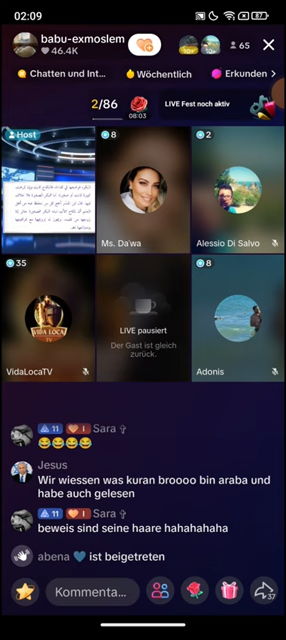 02:09
87
babu-exmoslem
46.4K
10+
10+
65
Chatten und Int...
Wöchentlich
Erkunden
2/86
08:03
LIVE Fest noch aktiv
Host
8
2
Ms. Da'wa
Alessio Di Salvo
35
8
VIDA LOCA
TV
LIVE pausiert
Der Gast ist gleich
zurück.
VidaLocaTV
Adonis
11
I
Sara ✞
😂😂😂😂
Jesus
Wir wiessen was kuran broooo bin araba und
habe auch gelesen
11
I
Sara ✞
beweis sind seine haare hahahahaha
abena 💙 ist beigetreten
Kommenta...
37